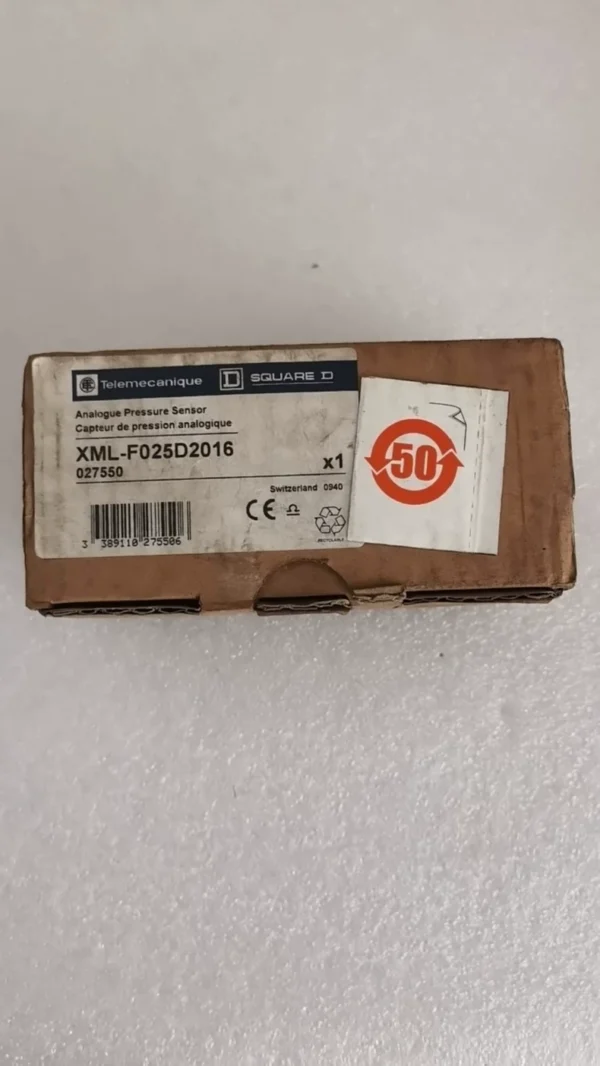 Telemecanique D SQUARE D
Analogue Pressure Sensor
Capteur de pression analogique
XML-F025D2016
027550
x1
Switzerland 0940
CE
3 389110 275506
RECYCLABLE
50